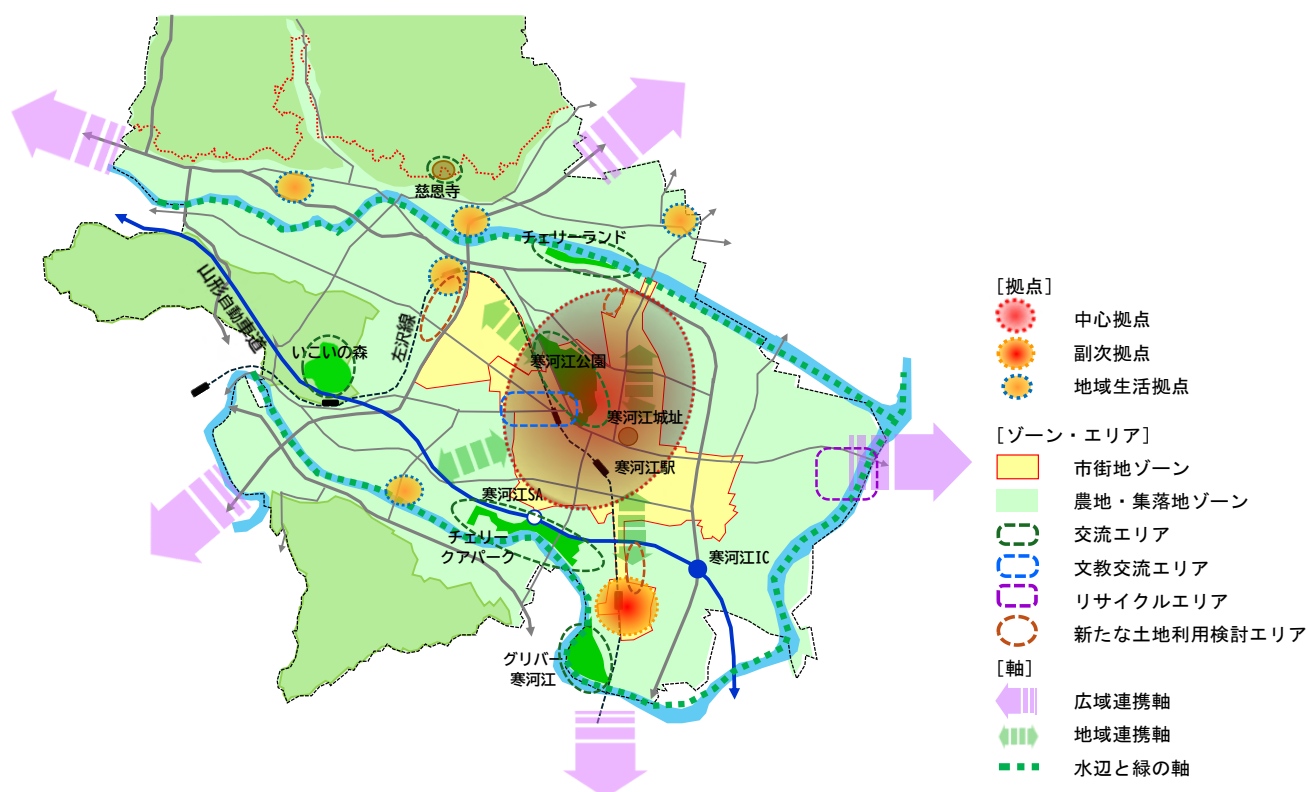 慈恩寺
チェリーランド
山形自動車道
左沢線
いこいの森
寒河江公園
寒河江城址
寒河江駅
寒河江SA
チェリー
クアパーク
寒河江IC
グリバー
寒河江
[拠点]
中心拠点
副次拠点
地域生活拠点
[ゾーン・エリア]
市街地ゾーン
農地・集落地ゾーン
交流エリア
文教交流エリア
リサイクルエリア
新たな土地利用検討エリア
[軸]
広域連携軸
地域連携軸
水辺と緑の軸